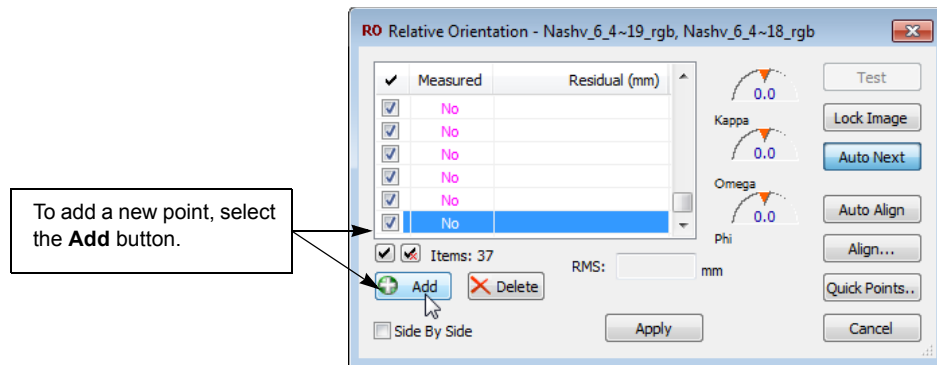 RO Relative Orientation - Nashv_6_4~19_rgb, Nashv_6_4~18_rgb
Measured Residual (mm)
No
No
No
No
No
No
0.0
Kappa
0.0
Omega
0.0
Phi
Test
Lock Image
Auto Next
Auto Align
Align...
Quick Points..
Cancel
To add a new point, select
the Add button.
Items: 37
RMS: mm
Add Delete
Side By Side Apply